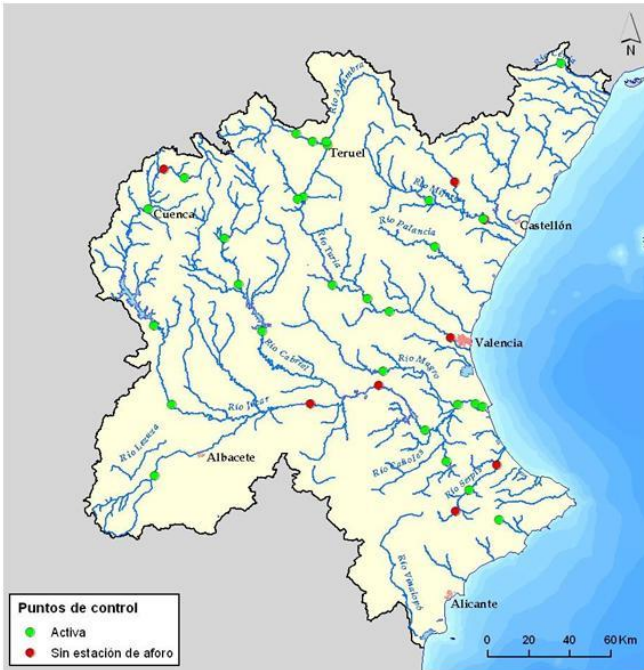 N
Río Cenia
Río Alfambra
Teruel
Río Mijares
Cuenca
Castellón
Río Palancia
Río Turia
Valencia
Río Cabriel
Río Magro
Río Júcar
Río Lezuza
Albacete
Río Cañoles
Río Serpis
Río Vinalopó
Alicante
Puntos de control
Activa
Sin estación de aforo
0 20 40 60 Km